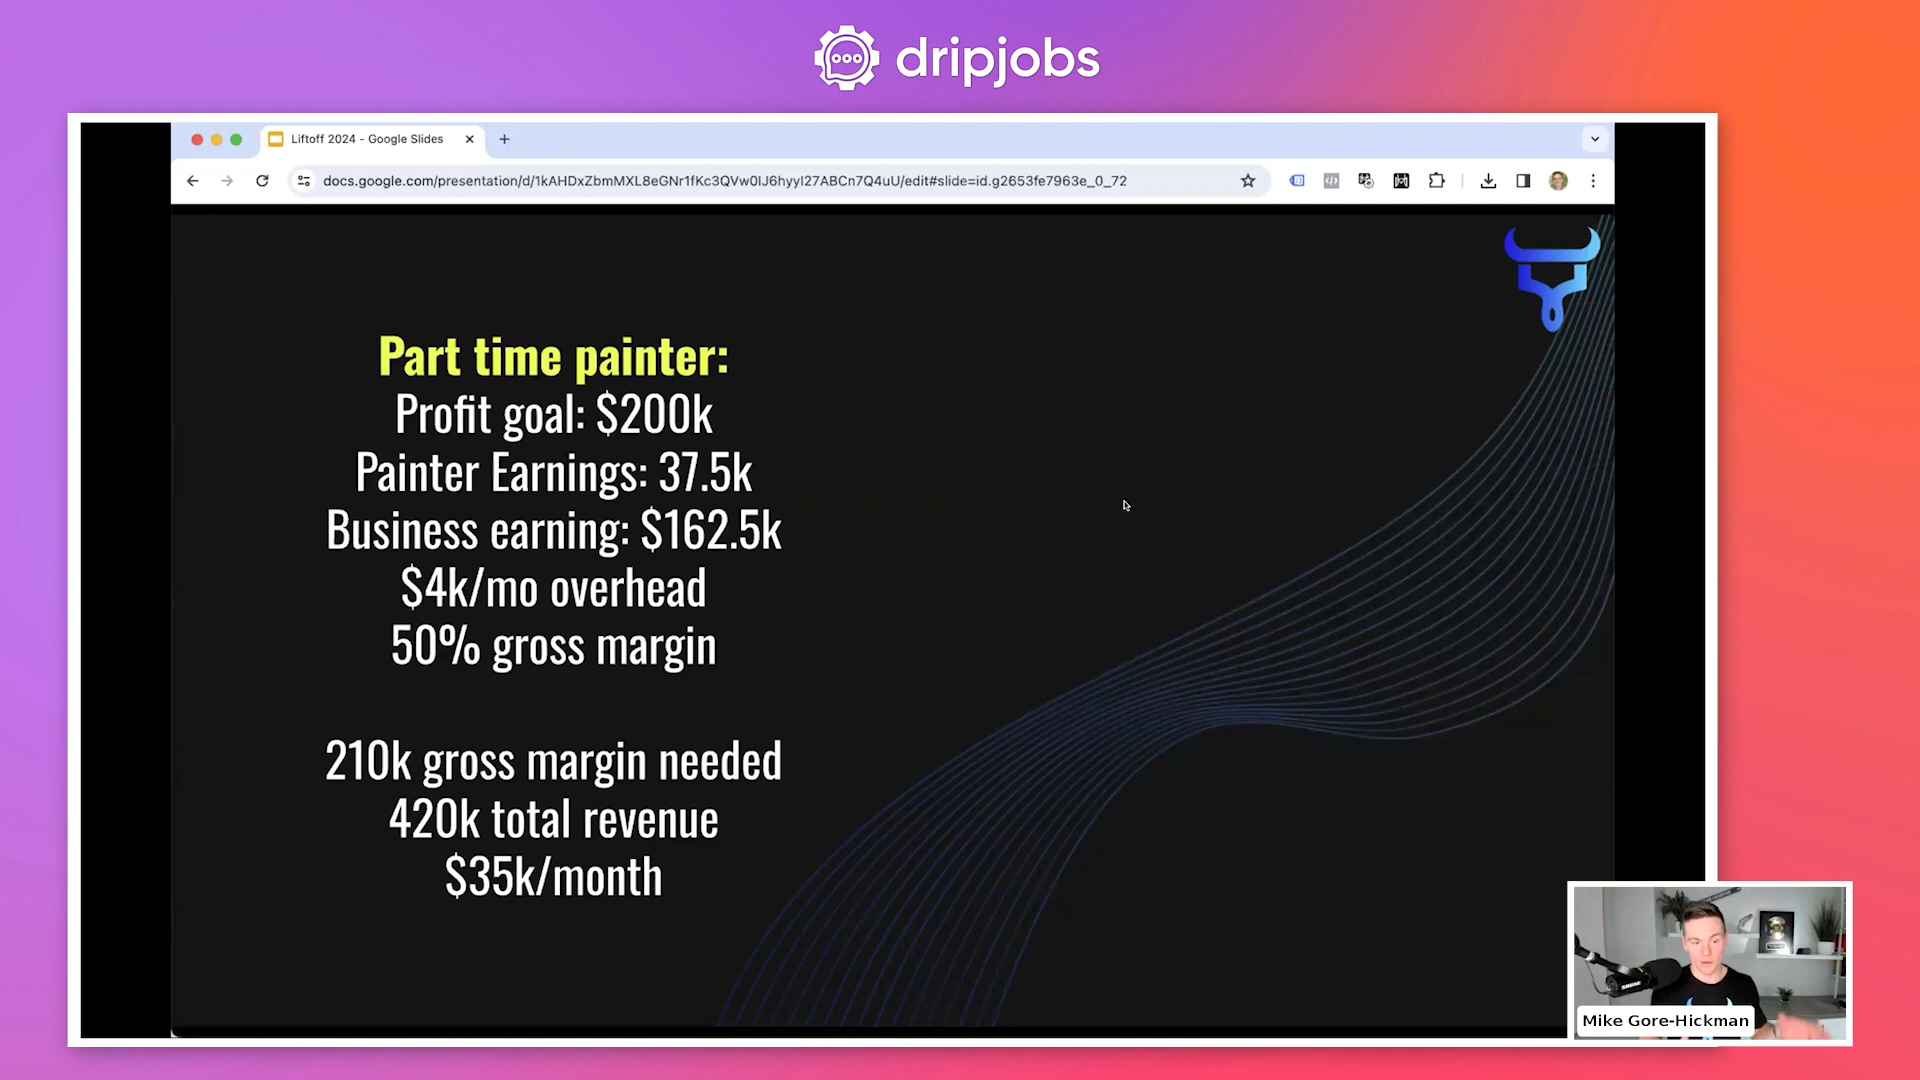 dripjobs
Liftoff 2024 - Google Slides
docs.google.com/presentation/d/1kAHDxZbmMXL8eGNr1fKc3QVw0IJ6hyyI27ABCn7Q4uU/edit#slide=id.g2653fe7963e_0_72
Part time painter:
Profit goal: $200k
Painter Earnings: 37.5k
Business earning: $162.5k
$4k/mo overhead
50% gross margin
210k gross margin needed
420k total revenue
$35k/month
SHURE
Mike Gore-Hickman